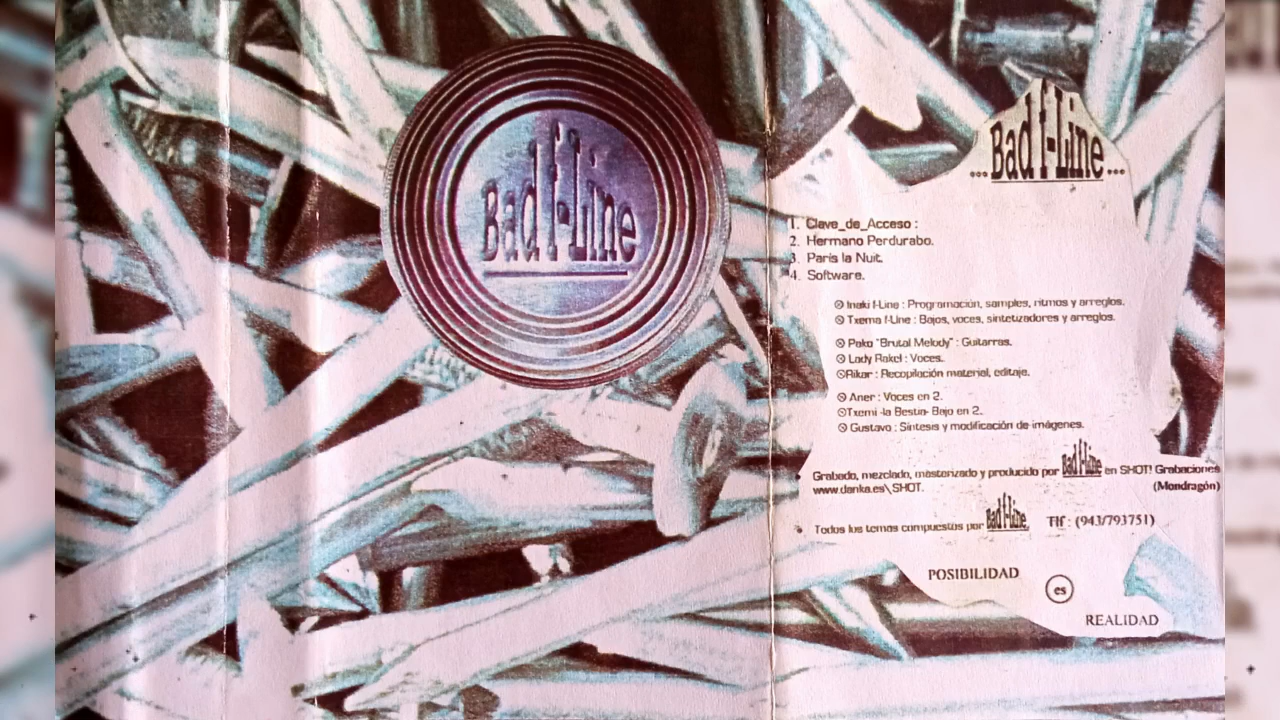 Bad f-Line
...Bad f-Line...
1. Clave_de_Acceso :
2. Hermano Perdurabo.
3. París la Nuit.
4. Software.
Inaki f-Line : Programación, samples, ritmos y arreglos.
Txema f-Line : Bajos, voces, sintetizadores y arreglos.
Pako "Brutal Melody" : Guitarras.
Lady Rakel : Voces.
Rikar : Recopilación material, editaje.
Aner : Voces en 2.
Txemi -la Bestia- Bajo en 2.
Gustavo : Síntesis y modificación de imágenes.
Grabado, mezclado, masterizado y producido por Bad f-Line en SHOT! Grabaciones
www.danka.es\SHOT. (Mondragón)
Todos los temas compuestos por Bad f-Line. Tlf : (943/793751)
POSIBILIDAD
es
REALIDAD